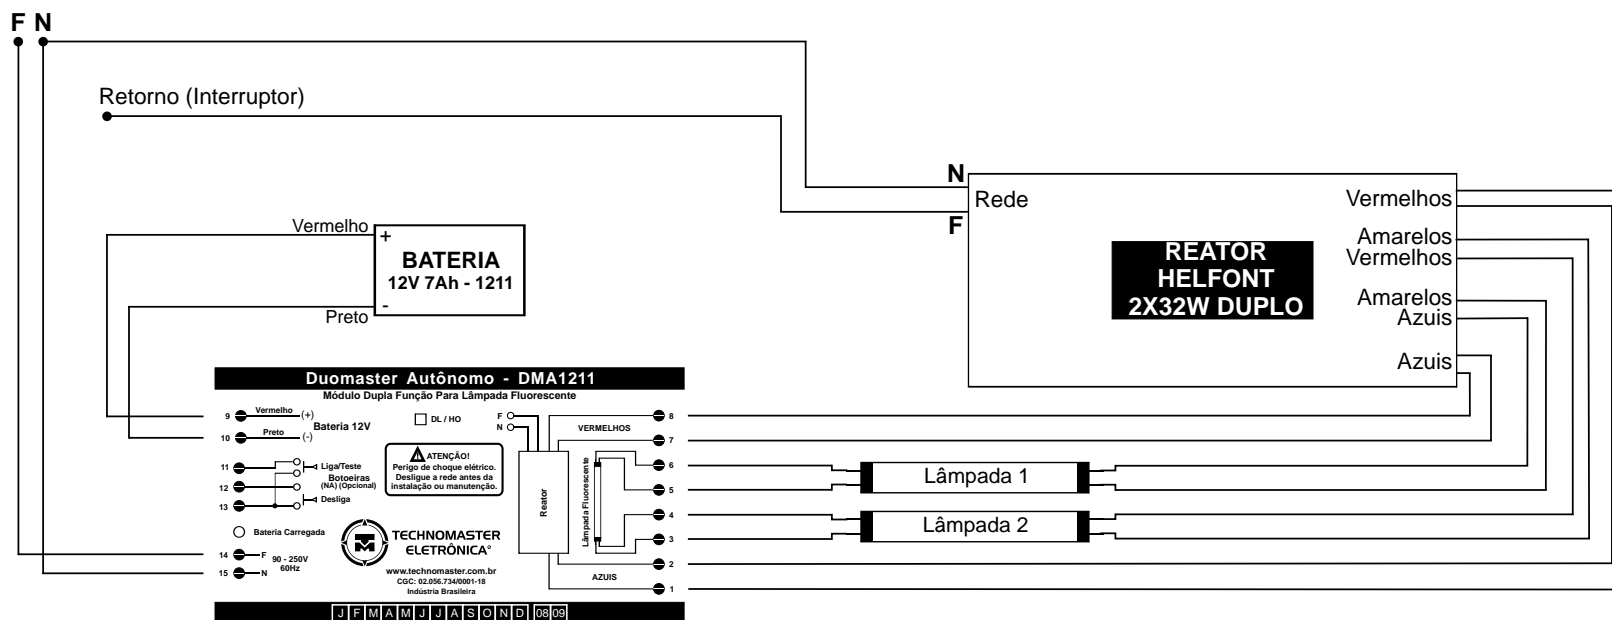 F N
Retorno (Interruptor)
N
Rede
F
Vermelhos
Amarelos
Vermelhos
Amarelos
Azuis
Azuis
REATOR
HELFONT
2X32W DUPLO
Vermelho
+
BATERIA
12V 7Ah - 1211
-
Preto
Duomaster Autônomo - DMA1211
Módulo Dupla Função Para Lâmpada Fluorescente
9 Vermelho (+)
Bateria 12V
10 Preto (-)
DL / HO
F
N
11 Liga/Teste
Botoeiras
12 (NA) (Opcional)
13 Desliga
ATENÇÃO!
Perigo de choque elétrico.
Desligue a rede antes da
instalação ou manutenção.
Bateria Carregada
14 F
90 - 250V
60Hz
15 N
TM
TECHNOMASTER
ELETRÔNICA®
www.technomaster.com.br
CGC: 02.056.734/0001-18
Indústria Brasileira
Reator
Lâmpada Fluorescente
VERMELHOS
AZUIS
8
7
6
5
4
3
2
1
Lâmpada 1
Lâmpada 2
J F M A M J J A S O N D 08 09